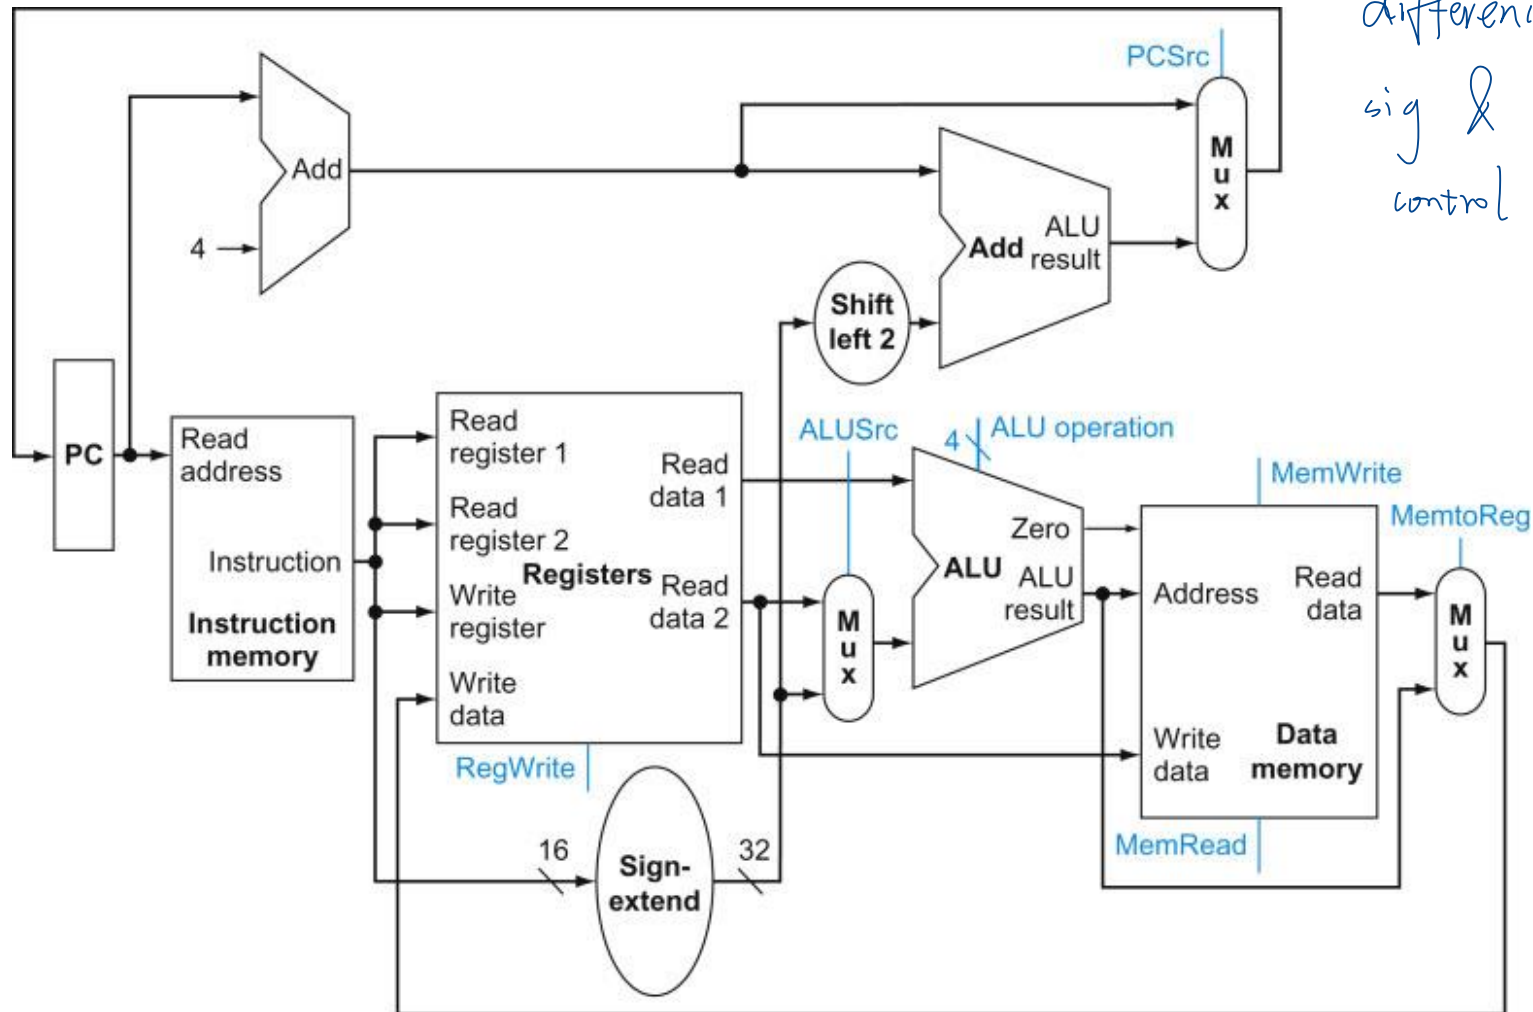 PCSrc
sig &
control
M
u
x
Add
4
Add
ALU
result
Shift
left 2
PC
Read
address
Instruction
Instruction
memory
Read
register 1
Read
register 2
Registers
Write
register
Write
data
Read
data 1
Read
data 2
RegWrite
ALUSrc
M
u
x
4
ALU operation
Zero
ALU
ALU
result
MemWrite
MemtoReg
Address
Read
data
Write
data
Data
memory
M
u
x
MemRead
16
Sign-
extend
32